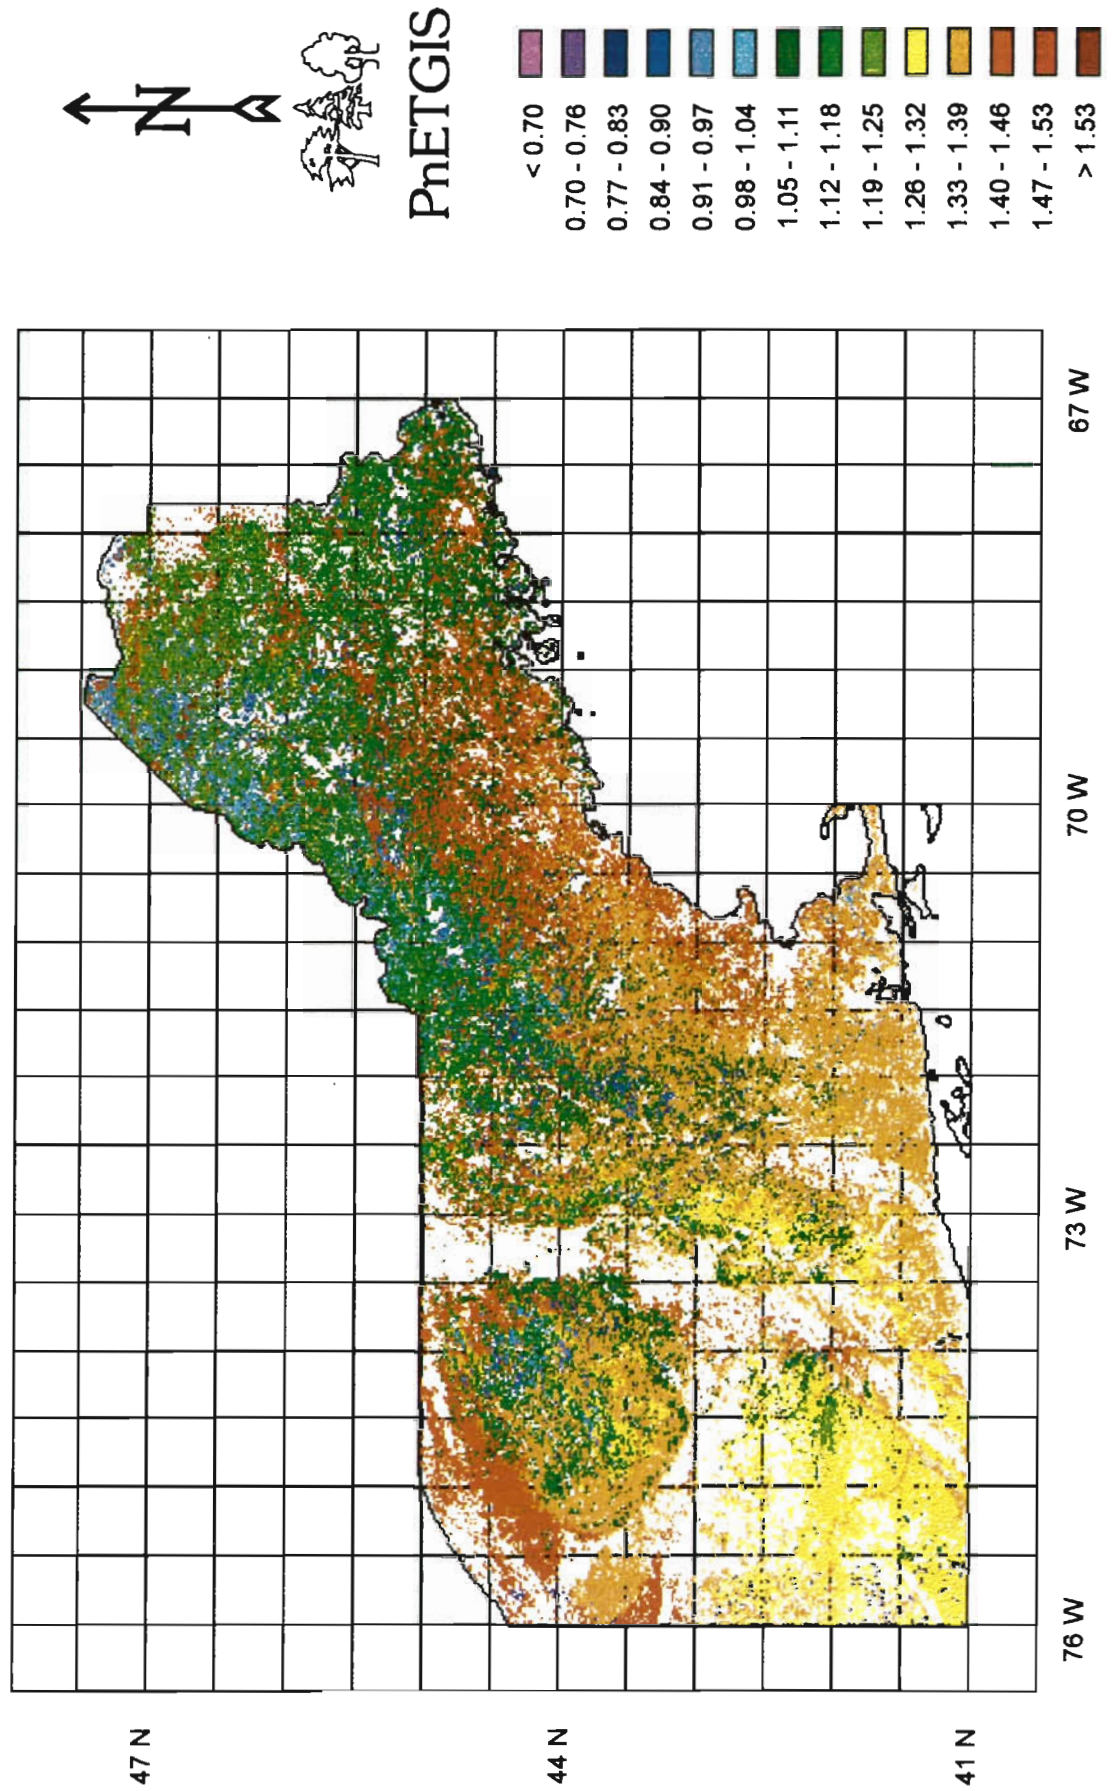 N
PnETGIS
< 0.70
0.70 - 0.76
0.77 - 0.83
0.84 - 0.90
0.91 - 0.97
0.98 - 1.04
1.05 - 1.11
1.12 - 1.18
1.19 - 1.25
1.26 - 1.32
1.33 - 1.39
1.40 - 1.46
1.47 - 1.53
> 1.53
47 N
44 N
41 N
76 W
73 W
70 W
67 W